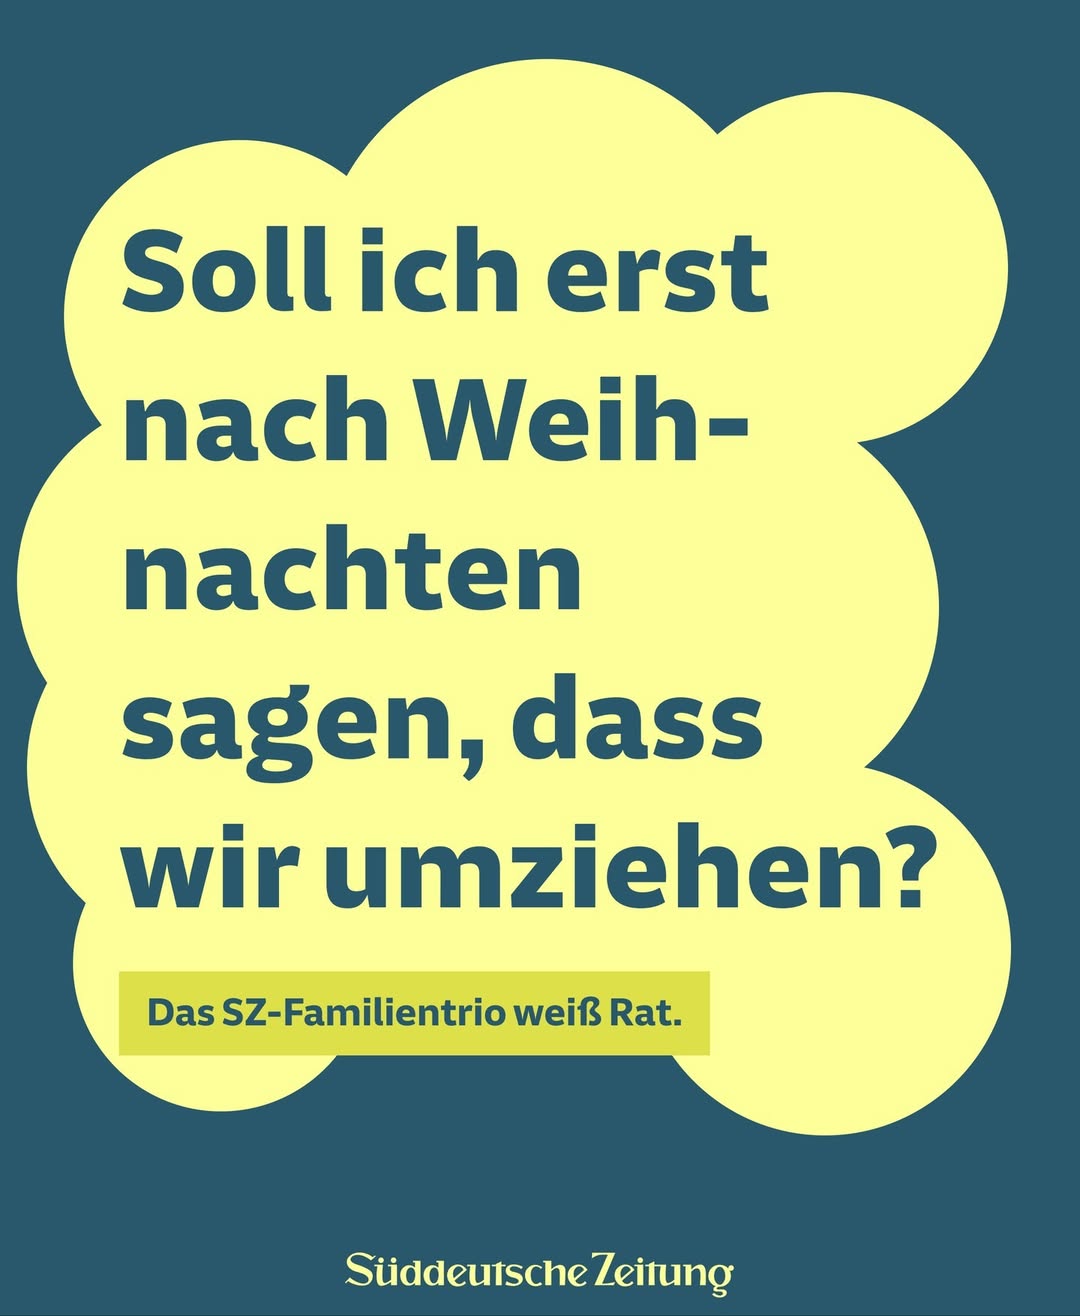 Soll ich erst
nach Weih-
nachten
sagen, dass
wir umziehen?
Das SZ-Familientrio weiß Rat.
Süddeutsche Zeitung